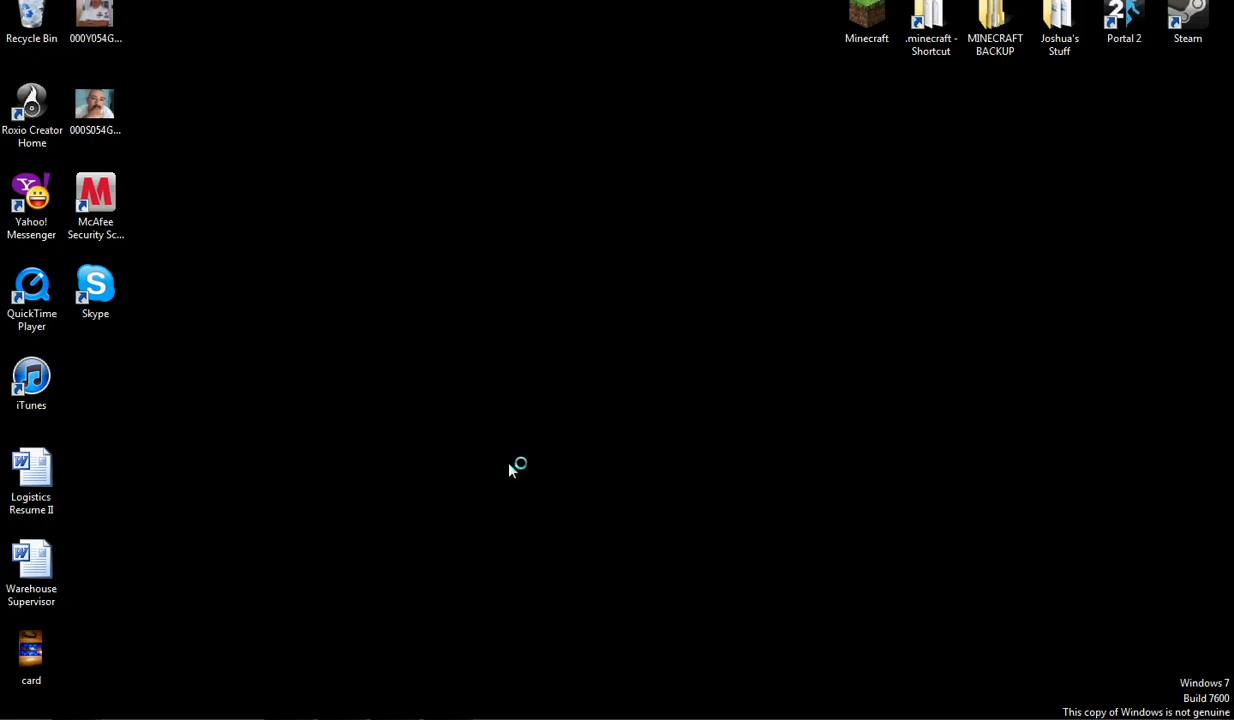 Recycle Bin
000Y054G...
Minecraft
.minecraft -
Shortcut
MINECRAFT
BACKUP
Joshua's
Stuff
2
Portal 2
Steam
Roxio Creator
Home
000S054G...
Y!
Yahoo!
Messenger
M
McAfee
Security Sc...
QuickTime
Player
S
Skype
iTunes
W
Logistics
Resume II
W
Warehouse
Supervisor
card
Windows 7
Build 7600
This copy of Windows is not genuine